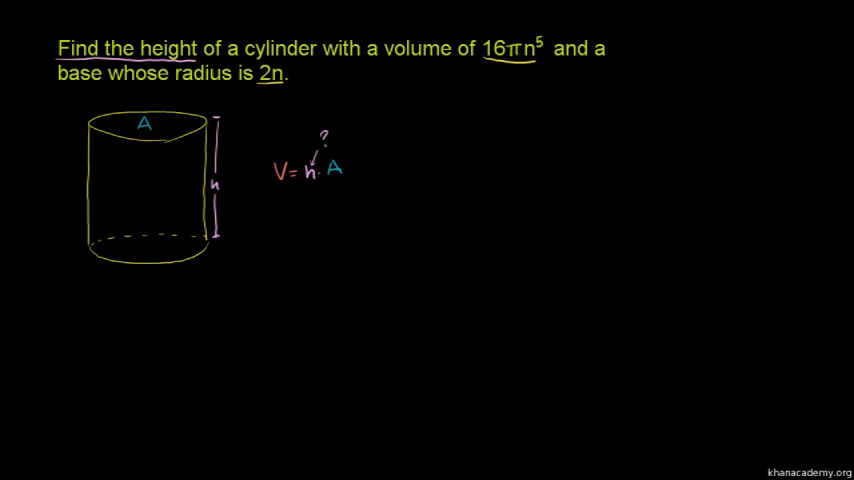 Find the height of a cylinder with a volume of 16πn⁵ and a
base whose radius is 2n.
A
?
h
V = h · A
khanacademy.org